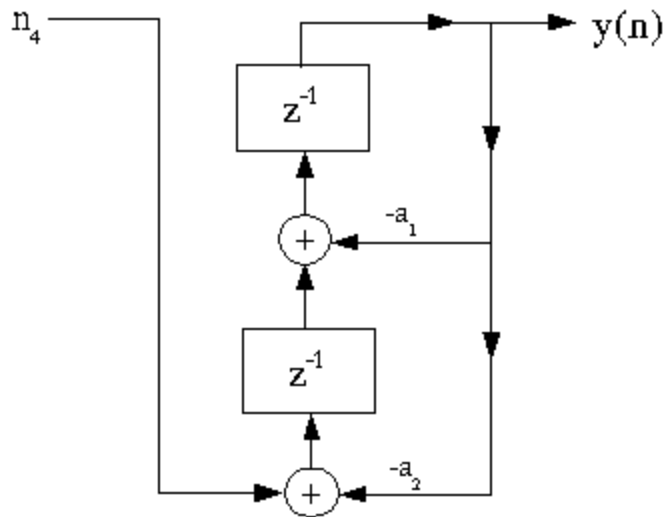 n₄
y(n)
z⁻¹
-a₁
+
z⁻¹
-a₂
+